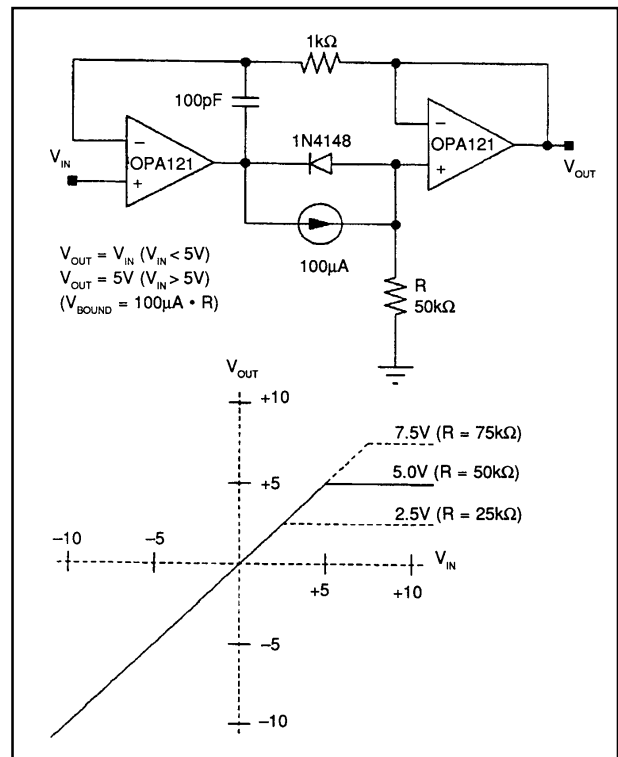 1kΩ
100pF
1N4148
OPA121
OPA121
−
+
−
+
V_IN
V_OUT
100µA
R
50kΩ
V_OUT = V_IN (V_IN < 5V)
V_OUT = 5V (V_IN > 5V)
(V_BOUND = 100µA • R)
V_OUT
+10
7.5V (R = 75kΩ)
+5
5.0V (R = 50kΩ)
2.5V (R = 25kΩ)
−10
−5
V_IN
+5
+10
−5
−10